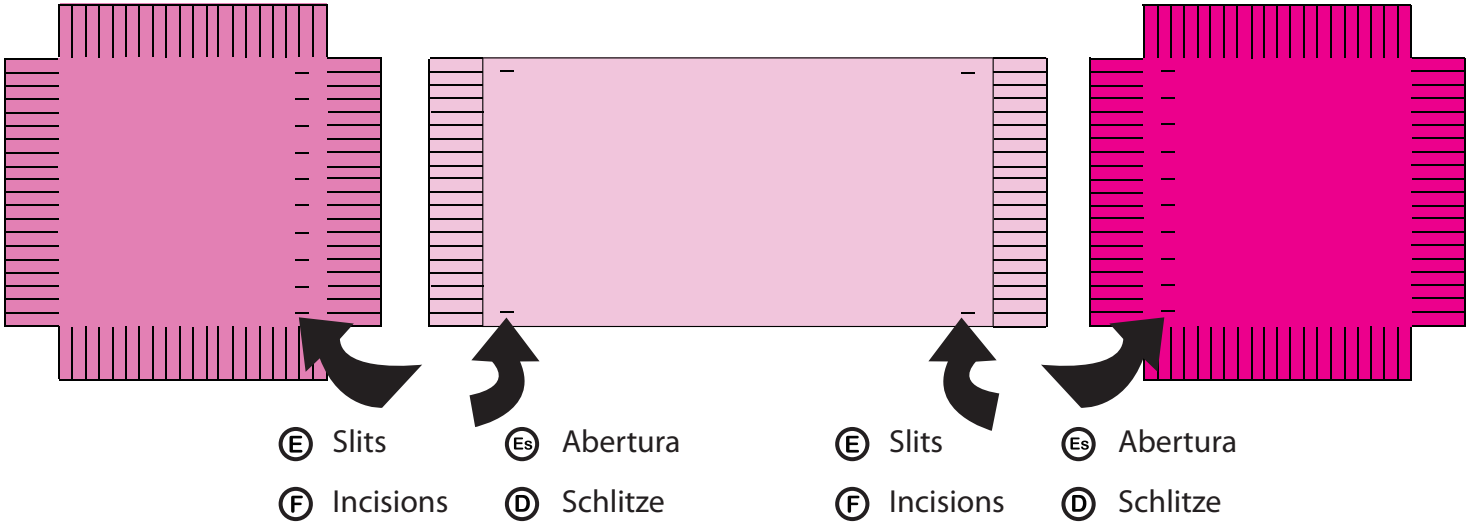 E Slits Es Abertura E Slits Es Abertura
F Incisions D Schlitze F Incisions D Schlitze